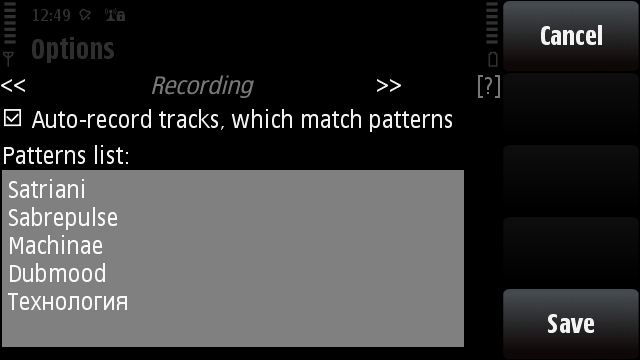 12:49
Options
Cancel
<< Recording >> [?]
Auto-record tracks, which match patterns
Patterns list:
Satriani
Sabrepulse
Machinae
Dubmood
Технология
Save